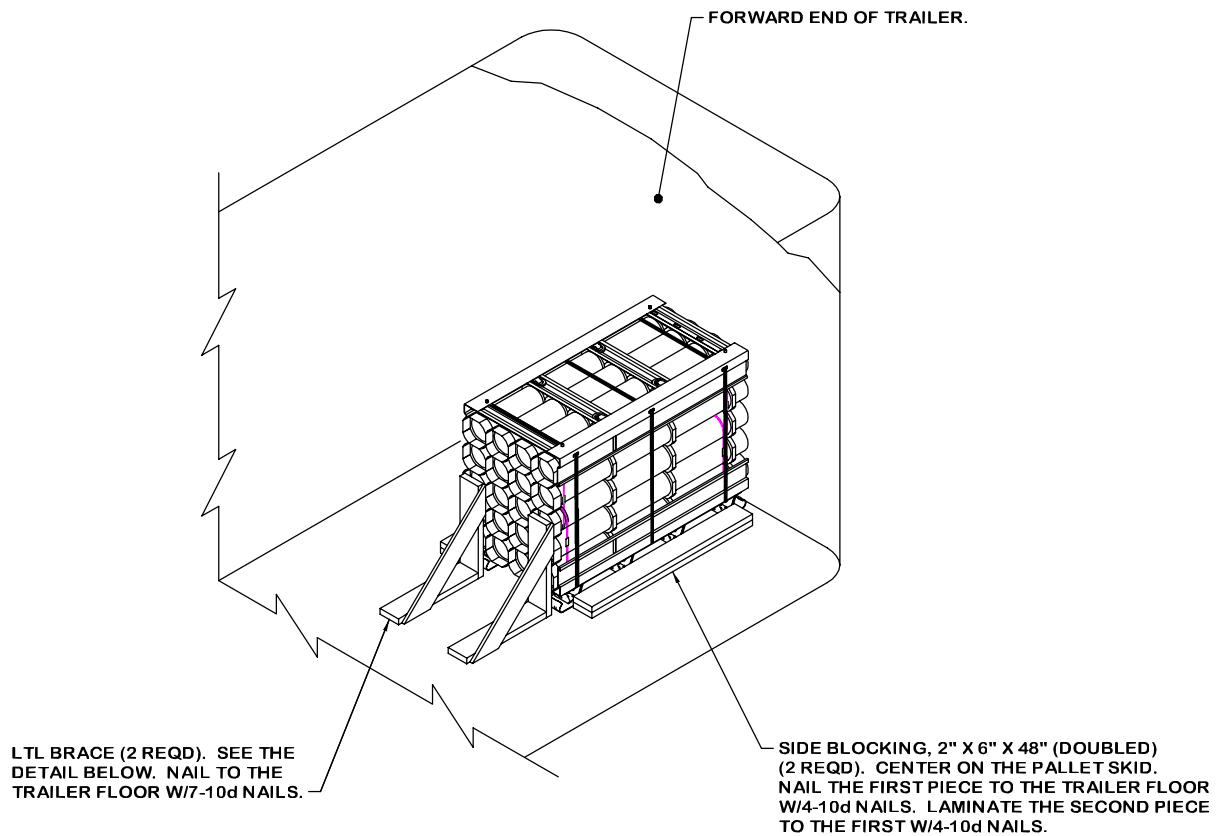 FORWARD END OF TRAILER.
LTL BRACE (2 REQD).  SEE THE
DETAIL BELOW.  NAIL TO THE
TRAILER FLOOR W/7-10d NAILS.
SIDE BLOCKING, 2" X 6" X 48" (DOUBLED)
(2 REQD).  CENTER ON THE PALLET SKID.
NAIL THE FIRST PIECE TO THE TRAILER FLOOR
W/4-10d NAILS.  LAMINATE THE SECOND PIECE
TO THE FIRST W/4-10d NAILS.